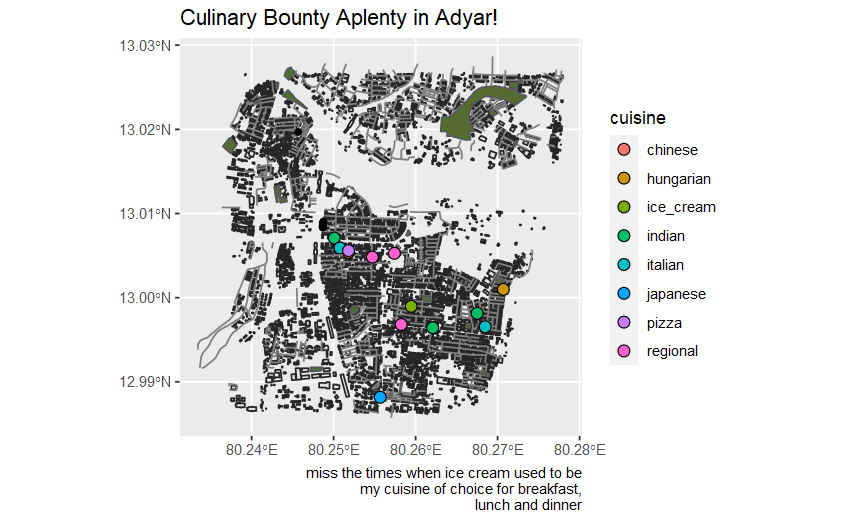 Culinary Bounty Aplenty in Adyar!
13.03°N
13.02°N
13.01°N
13.00°N
12.99°N
80.24°E 80.25°E 80.26°E 80.27°E 80.28°E
miss the times when ice cream used to be
my cuisine of choice for breakfast,
lunch and dinner
cuisine
chinese
hungarian
ice_cream
indian
italian
japanese
pizza
regional